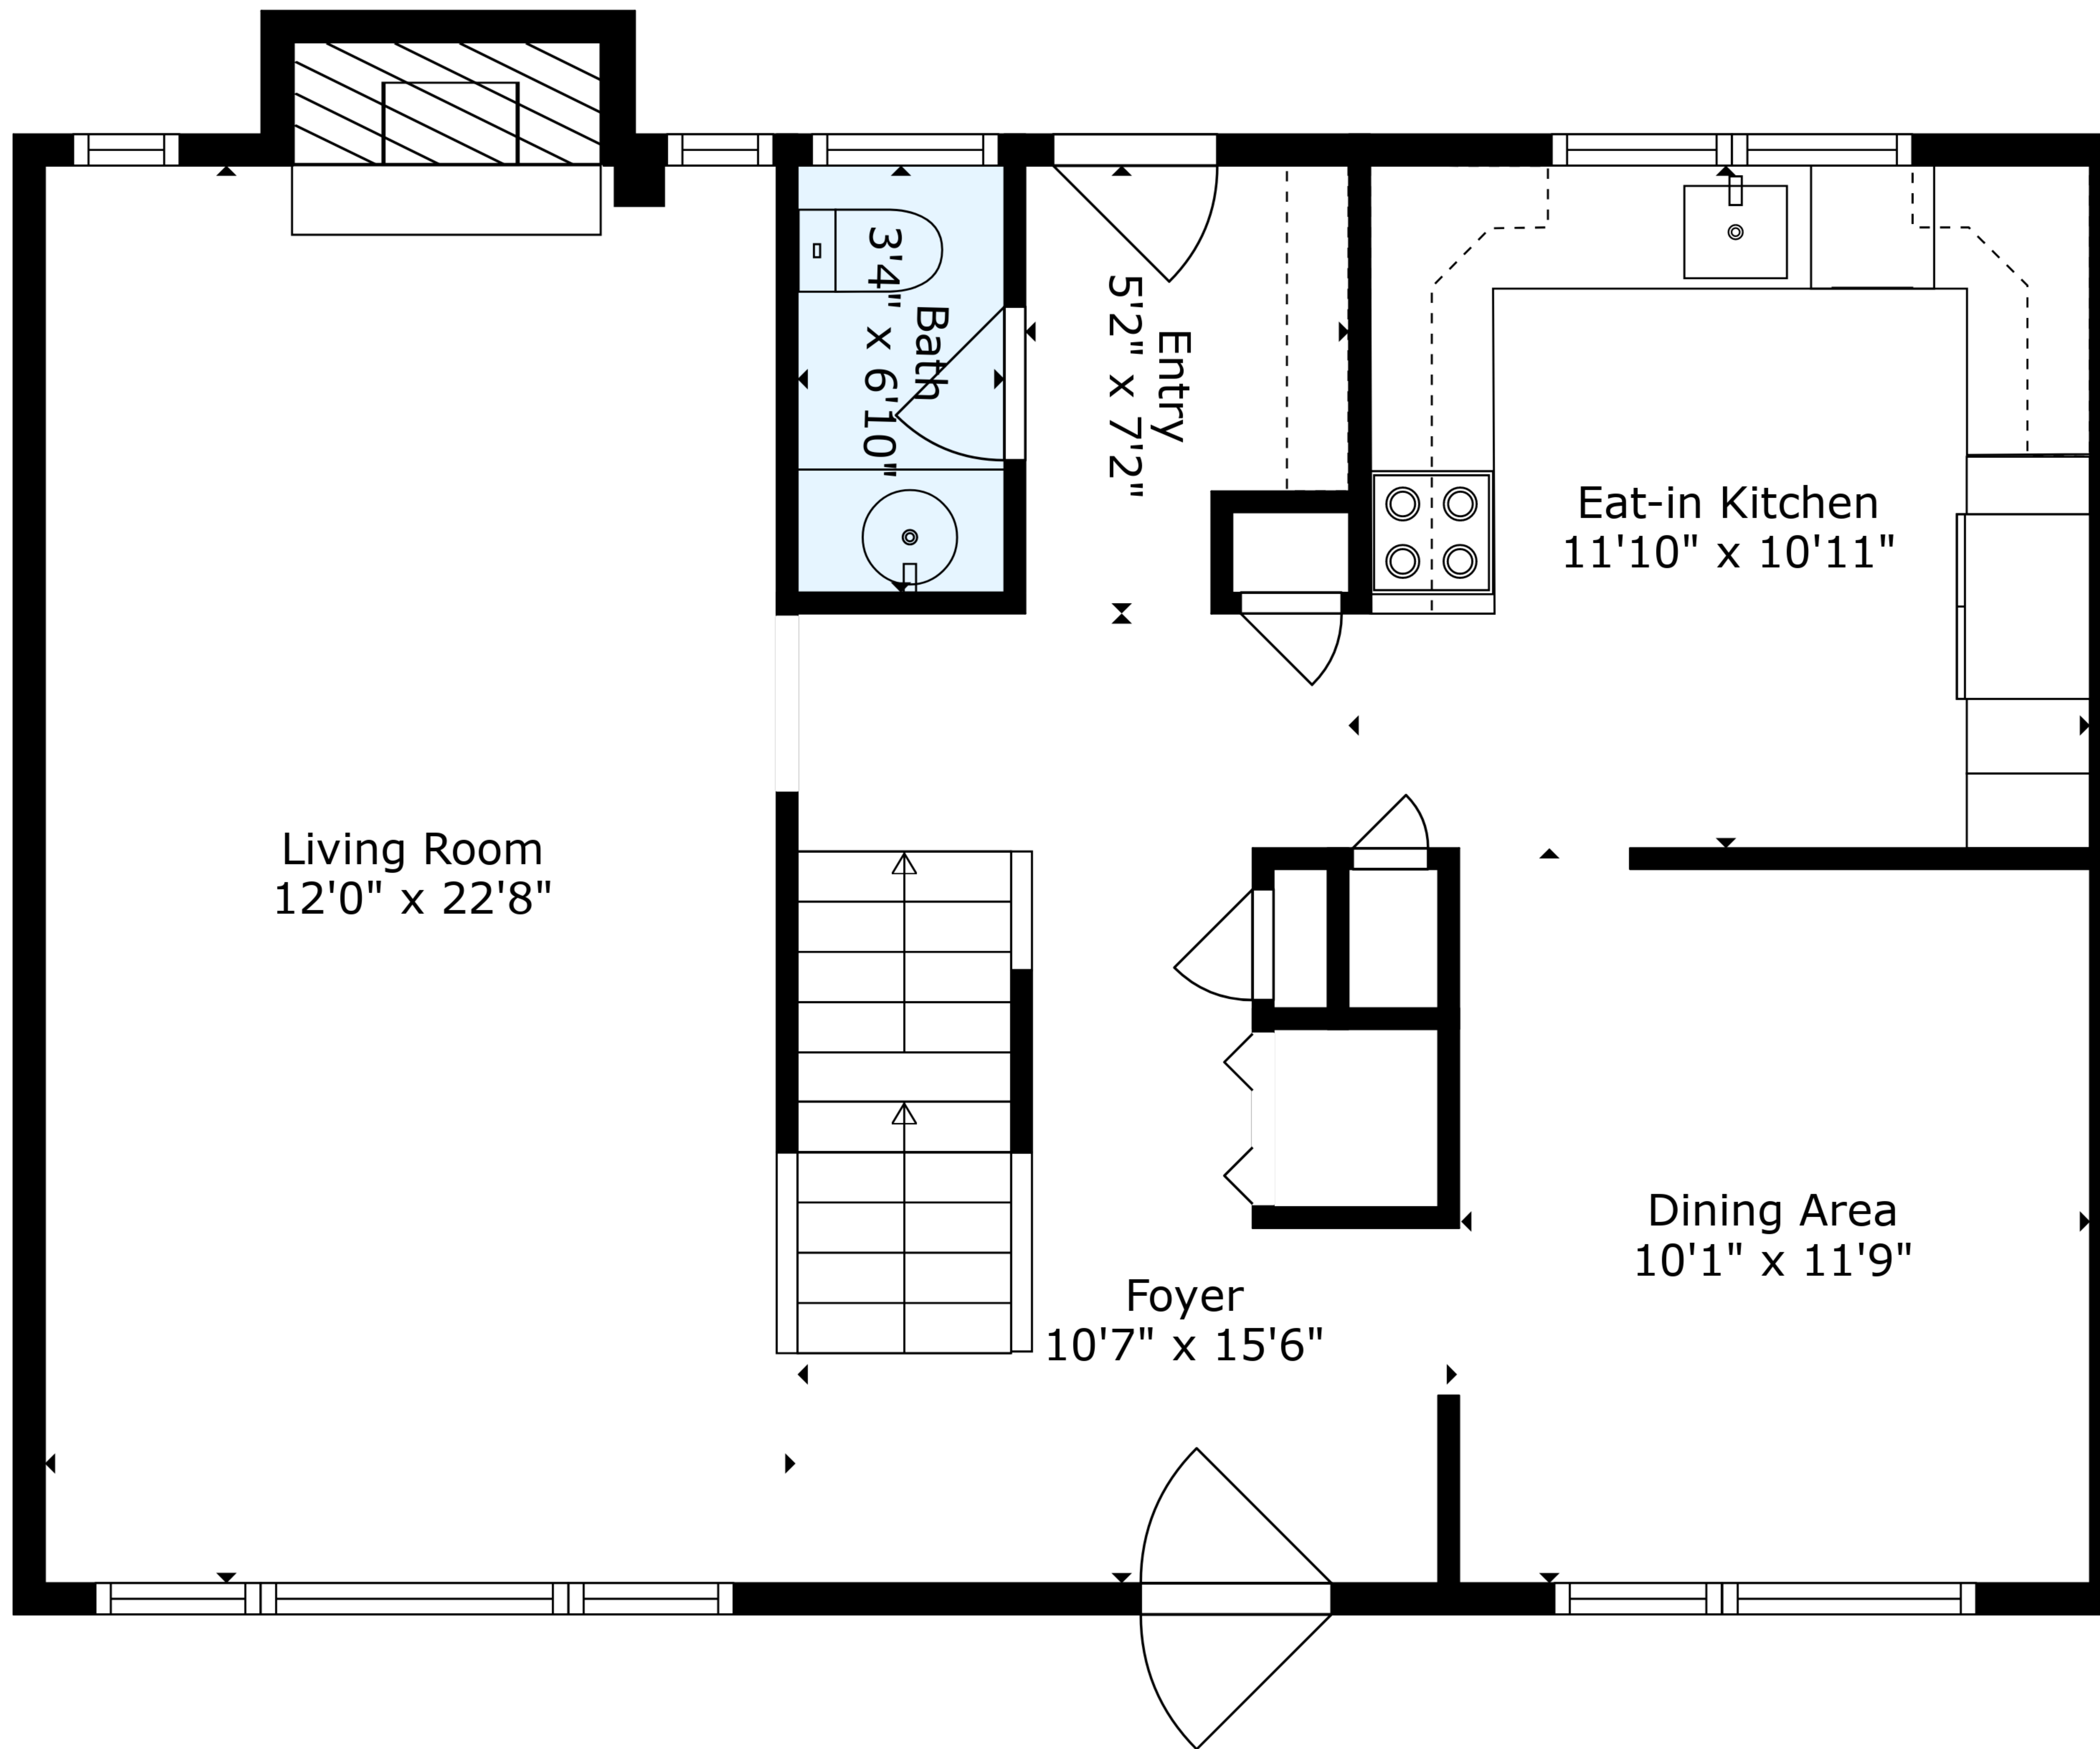 Bath
3'4" x 6'10"
Entry
5'2" x 7'2"
Eat-in Kitchen
11'10" x 10'11"
Living Room
12'0" x 22'8"
Dining Area
10'1" x 11'9"
Foyer
10'7" x 15'6"